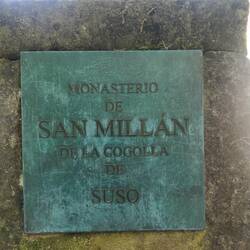 MONASTERIO
DE
SAN MILLÁN
DE LA COGOLLA
DE
SUSO